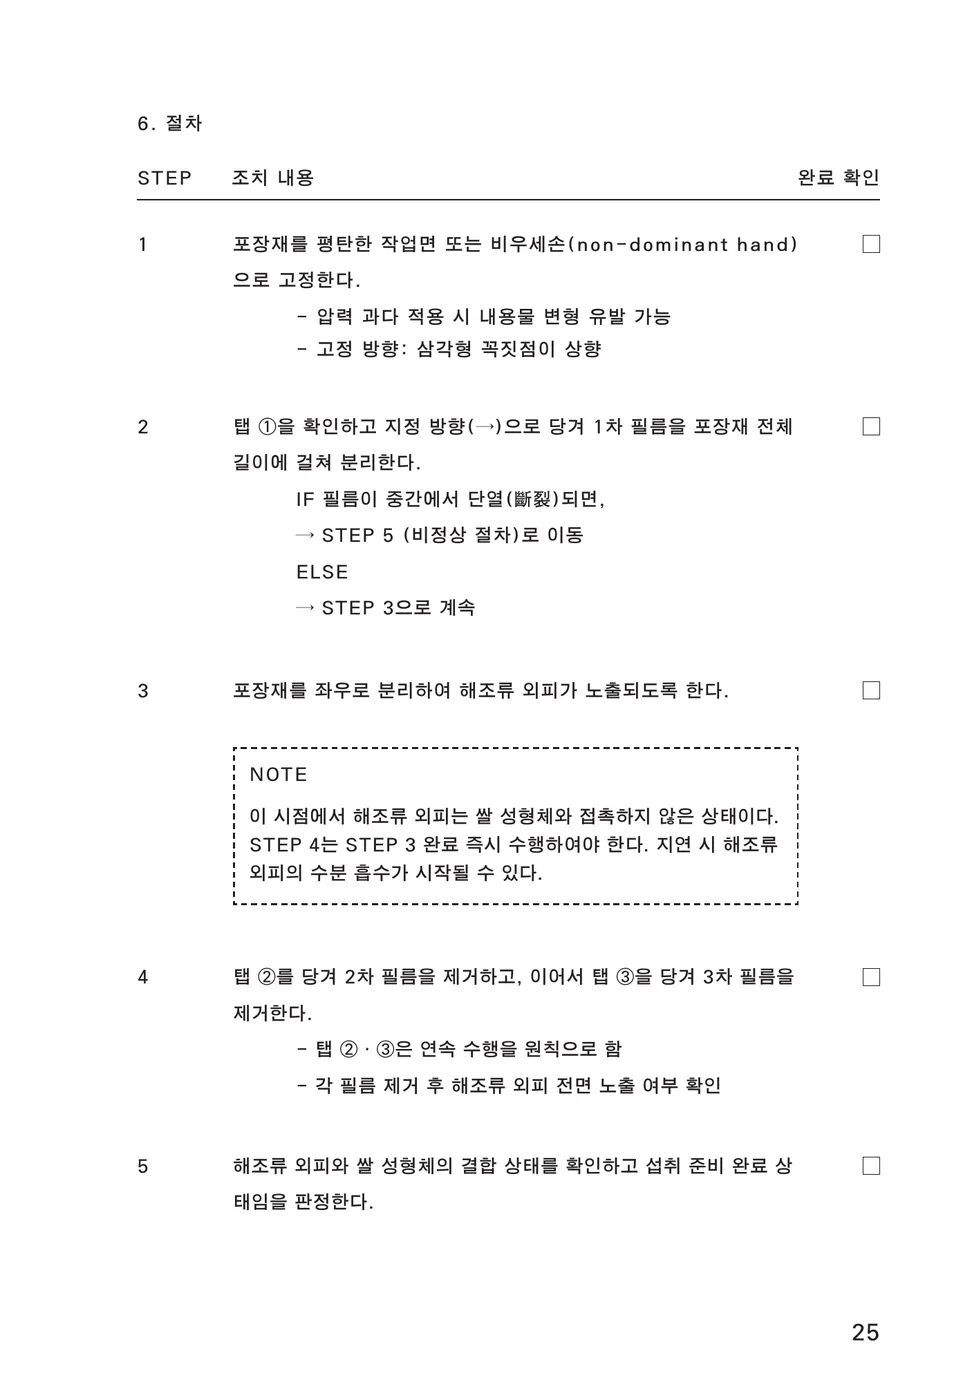 6. 절차
STEP 조치 내용 완료 확인
1 포장재를 평탄한 작업면 또는 비우세손(non-dominant hand) □
으로 고정한다.
- 압력 과다 적용 시 내용물 변형 유발 가능
- 고정 방향: 삼각형 꼭짓점이 상향
2 탭 ①을 확인하고 지정 방향(→)으로 당겨 1차 필름을 포장재 전체 □
길이에 걸쳐 분리한다.
IF 필름이 중간에서 단열(斷裂)되면,
→ STEP 5 (비정상 절차)로 이동
ELSE
→ STEP 3으로 계속
3 포장재를 좌우로 분리하여 해조류 외피가 노출되도록 한다. □
NOTE
이 시점에서 해조류 외피는 쌀 성형체와 접촉하지 않은 상태이다.
STEP 4는 STEP 3 완료 즉시 수행하여야 한다. 지연 시 해조류
외피의 수분 흡수가 시작될 수 있다.
4 탭 ②를 당겨 2차 필름을 제거하고, 이어서 탭 ③을 당겨 3차 필름을 □
제거한다.
- 탭 ② · ③은 연속 수행을 원칙으로 함
- 각 필름 제거 후 해조류 외피 전면 노출 여부 확인
5 해조류 외피와 쌀 성형체의 결합 상태를 확인하고 섭취 준비 완료 상 □
태임을 판정한다.
25